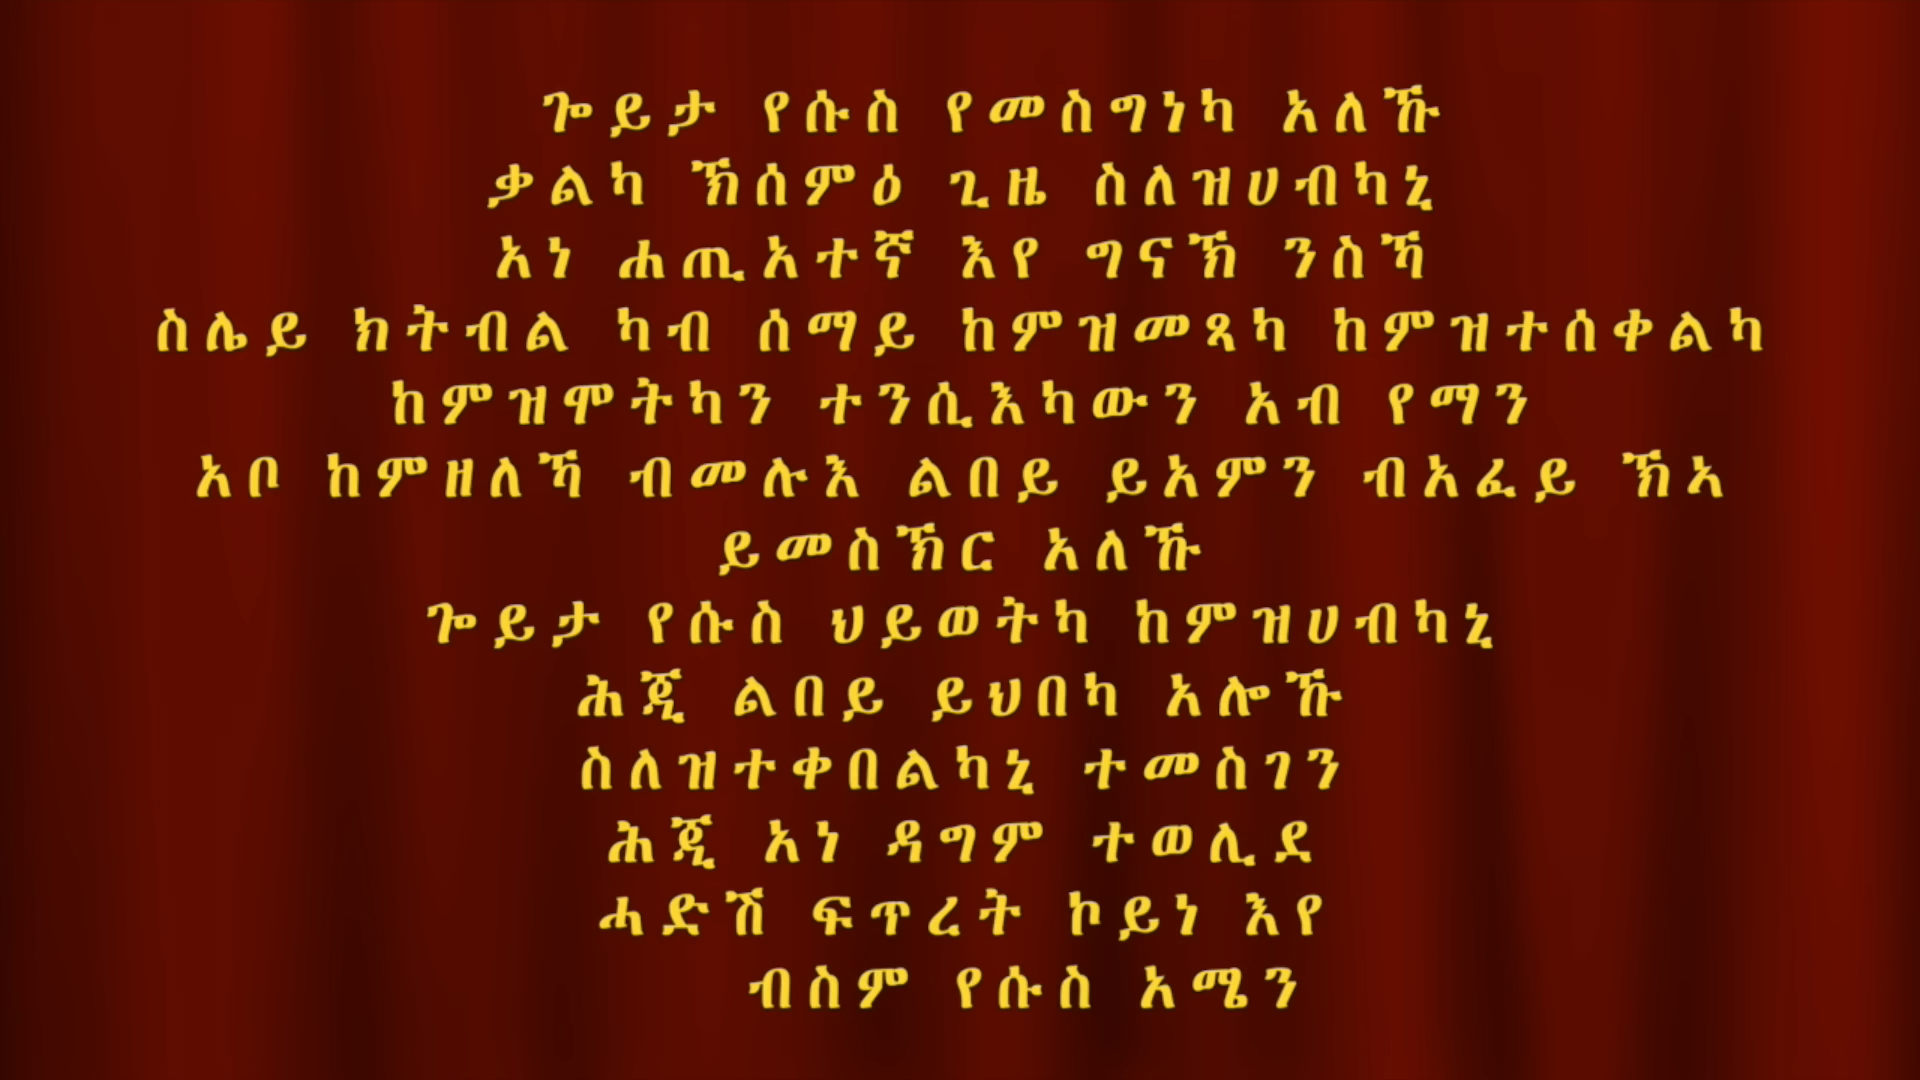 ጐይታ የሱስ የመስግነካ አለኹ
ቃልካ ኽሰምዕ ጊዜ ስለዝሀብካኒ
አነ ሐጢአተኛ እየ ግናኽ ንስኻ
ስሌይ ክትብል ካብ ሰማይ ከምዝመጻካ ከምዝተሰቀልካ
ከምዝሞትካን ተንሲእካውን አብ የማን
አቦ ከምዘለኻ ብመሉእ ልበይ ይአምን ብአፈይ ኽኣ
ይመስኽር አለኹ
ጐይታ የሱስ ህይወትካ ከምዝሀብካኒ
ሕጂ ልበይ ይህበካ አሎኹ
ስለዝተቀበልካኒ ተመስገን
ሕጂ አነ ዳግም ተወሊደ
ሓድሽ ፍጥረት ኮይነ እየ
ብስም የሱስ አሜን